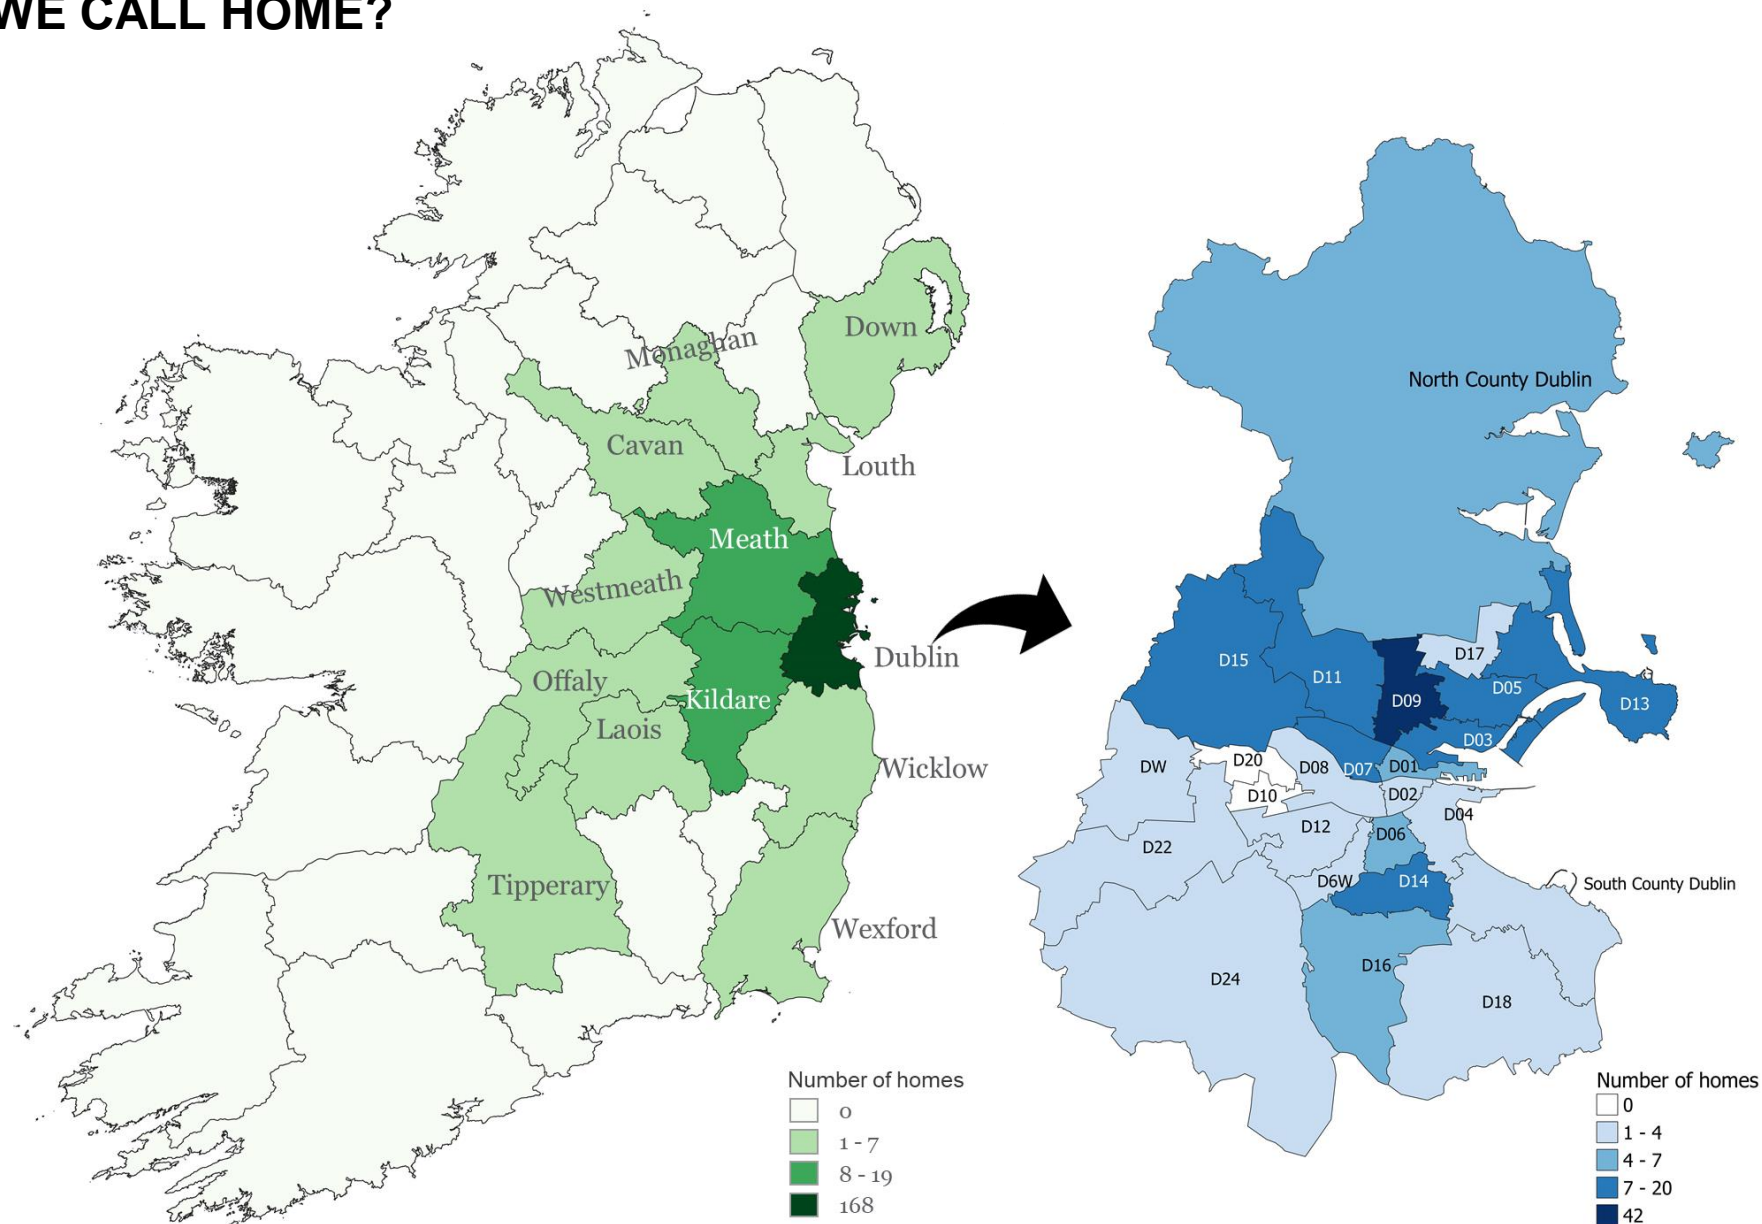 WE CALL HOME?
Down
Monaghan
Cavan
Louth
Meath
Westmeath
Dublin
Offaly
Kildare
Laois
Wicklow
Tipperary
Wexford
Number of homes
0
1 - 7
8 - 19
168
North County Dublin
D17
D15
D11
D05
D09
D13
D03
DW
D20
D08
D07
D01
D10
D02
D04
D12
D06
D22
D6W
D14
South County Dublin
D16
D24
D18
Number of homes
0
1 - 4
4 - 7
7 - 20
42